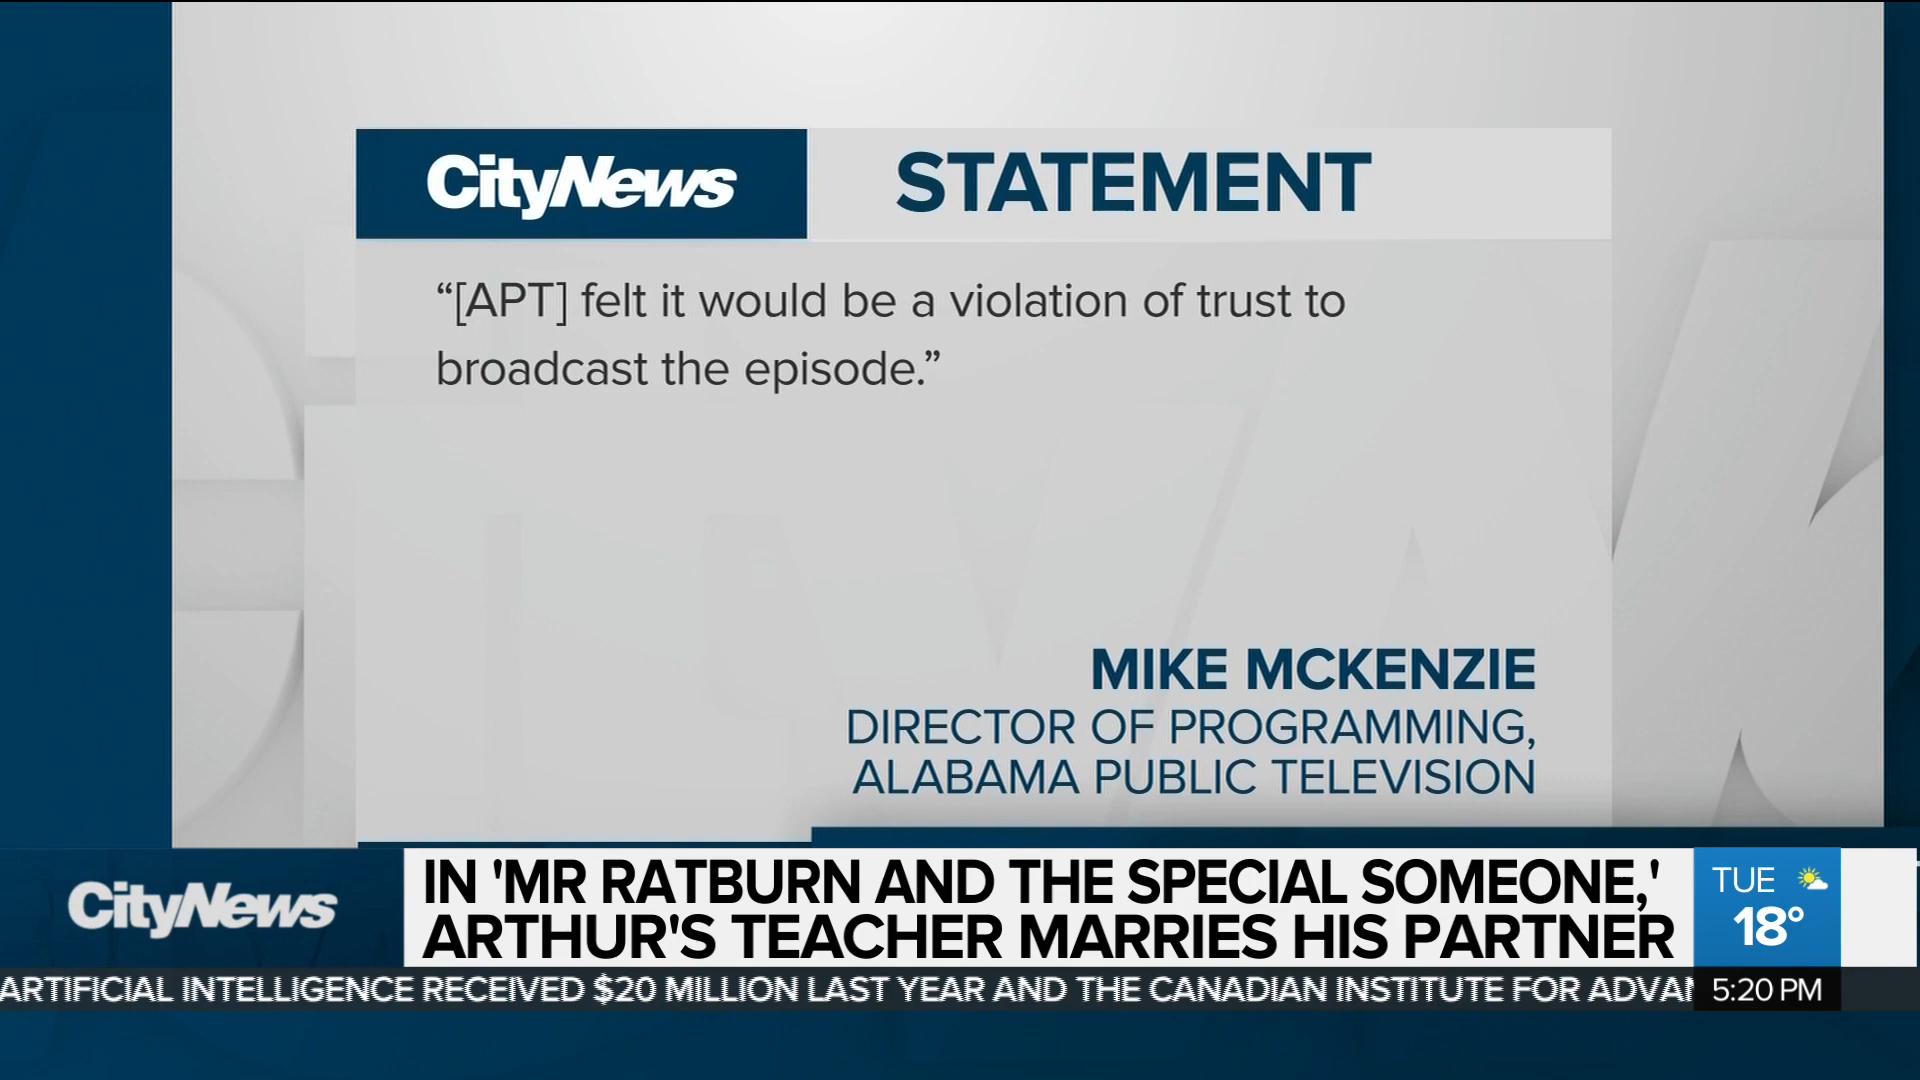 CityNews STATEMENT
“[APT] felt it would be a violation of trust to
broadcast the episode.”
MIKE MCKENZIE
DIRECTOR OF PROGRAMMING,
ALABAMA PUBLIC TELEVISION
CityNews
IN 'MR RATBURN AND THE SPECIAL SOMEONE,'
ARTHUR'S TEACHER MARRIES HIS PARTNER
TUE
18°
ARTIFICIAL INTELLIGENCE RECEIVED $20 MILLION LAST YEAR AND THE CANADIAN INSTITUTE FOR ADVAN
5:20 PM